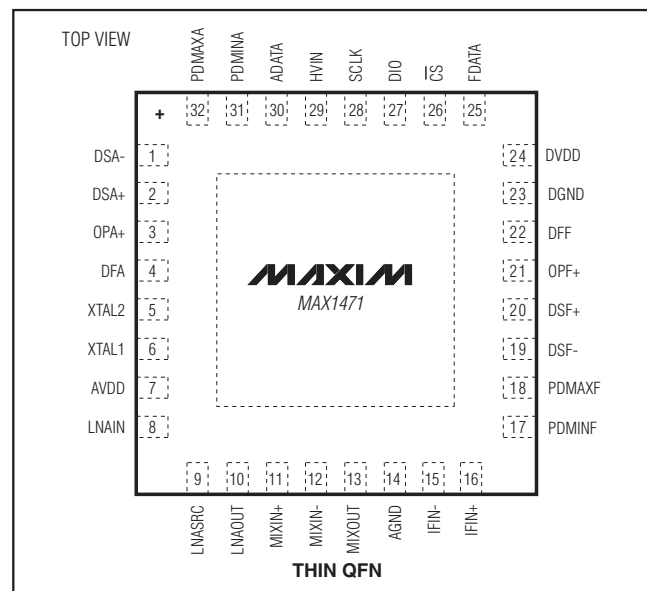 TOP VIEW
PDMAXA
PDMINA
ADATA
HVIN
SCLK
DIO
CS
FDATA
+
32 31 30 29 28 27 26 25
DSA- 1
DSA+ 2
OPA+ 3
DFA 4
XTAL2 5
XTAL1 6
AVDD 7
LNAIN 8
MAXIM
MAX1471
24 DVDD
23 DGND
22 DFF
21 OPF+
20 DSF+
19 DSF-
18 PDMAXF
17 PDMINF
9 10 11 12 13 14 15 16
LNASRC
LNAOUT
MIXIN+
MIXIN-
MIXOUT
AGND
IFIN-
IFIN+
THIN QFN